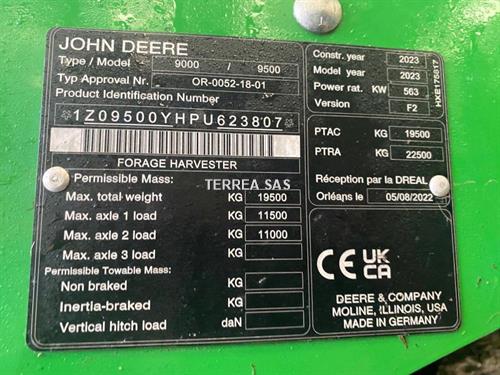 JOHN DEERE
Type / Model 9000 / 9500
Typ Approval Nr. OR-0052-18-01
Product Identification Number
*1Z09500YHPU623807*
FORAGE HARVESTER
Permissible Mass:
TERREA SAS
Max. total weight KG 19500
Max. axle 1 load KG 11500
Max. axle 2 load KG 11000
Max. axle 3 load KG
Permissible Towable Mass:
Non braked KG
Inertia-braked KG
Vertical hitch load daN
Constr. year 2023
Model year 2023
Power rat. KW 563
Version F2
HXE175817
PTAC KG 19500
PTRA KG 22500
Réception par la DREAL
Orléans le 05/08/2022
CE UK
CA
DEERE & COMPANY
MOLINE, ILLINOIS, USA
MADE IN GERMANY